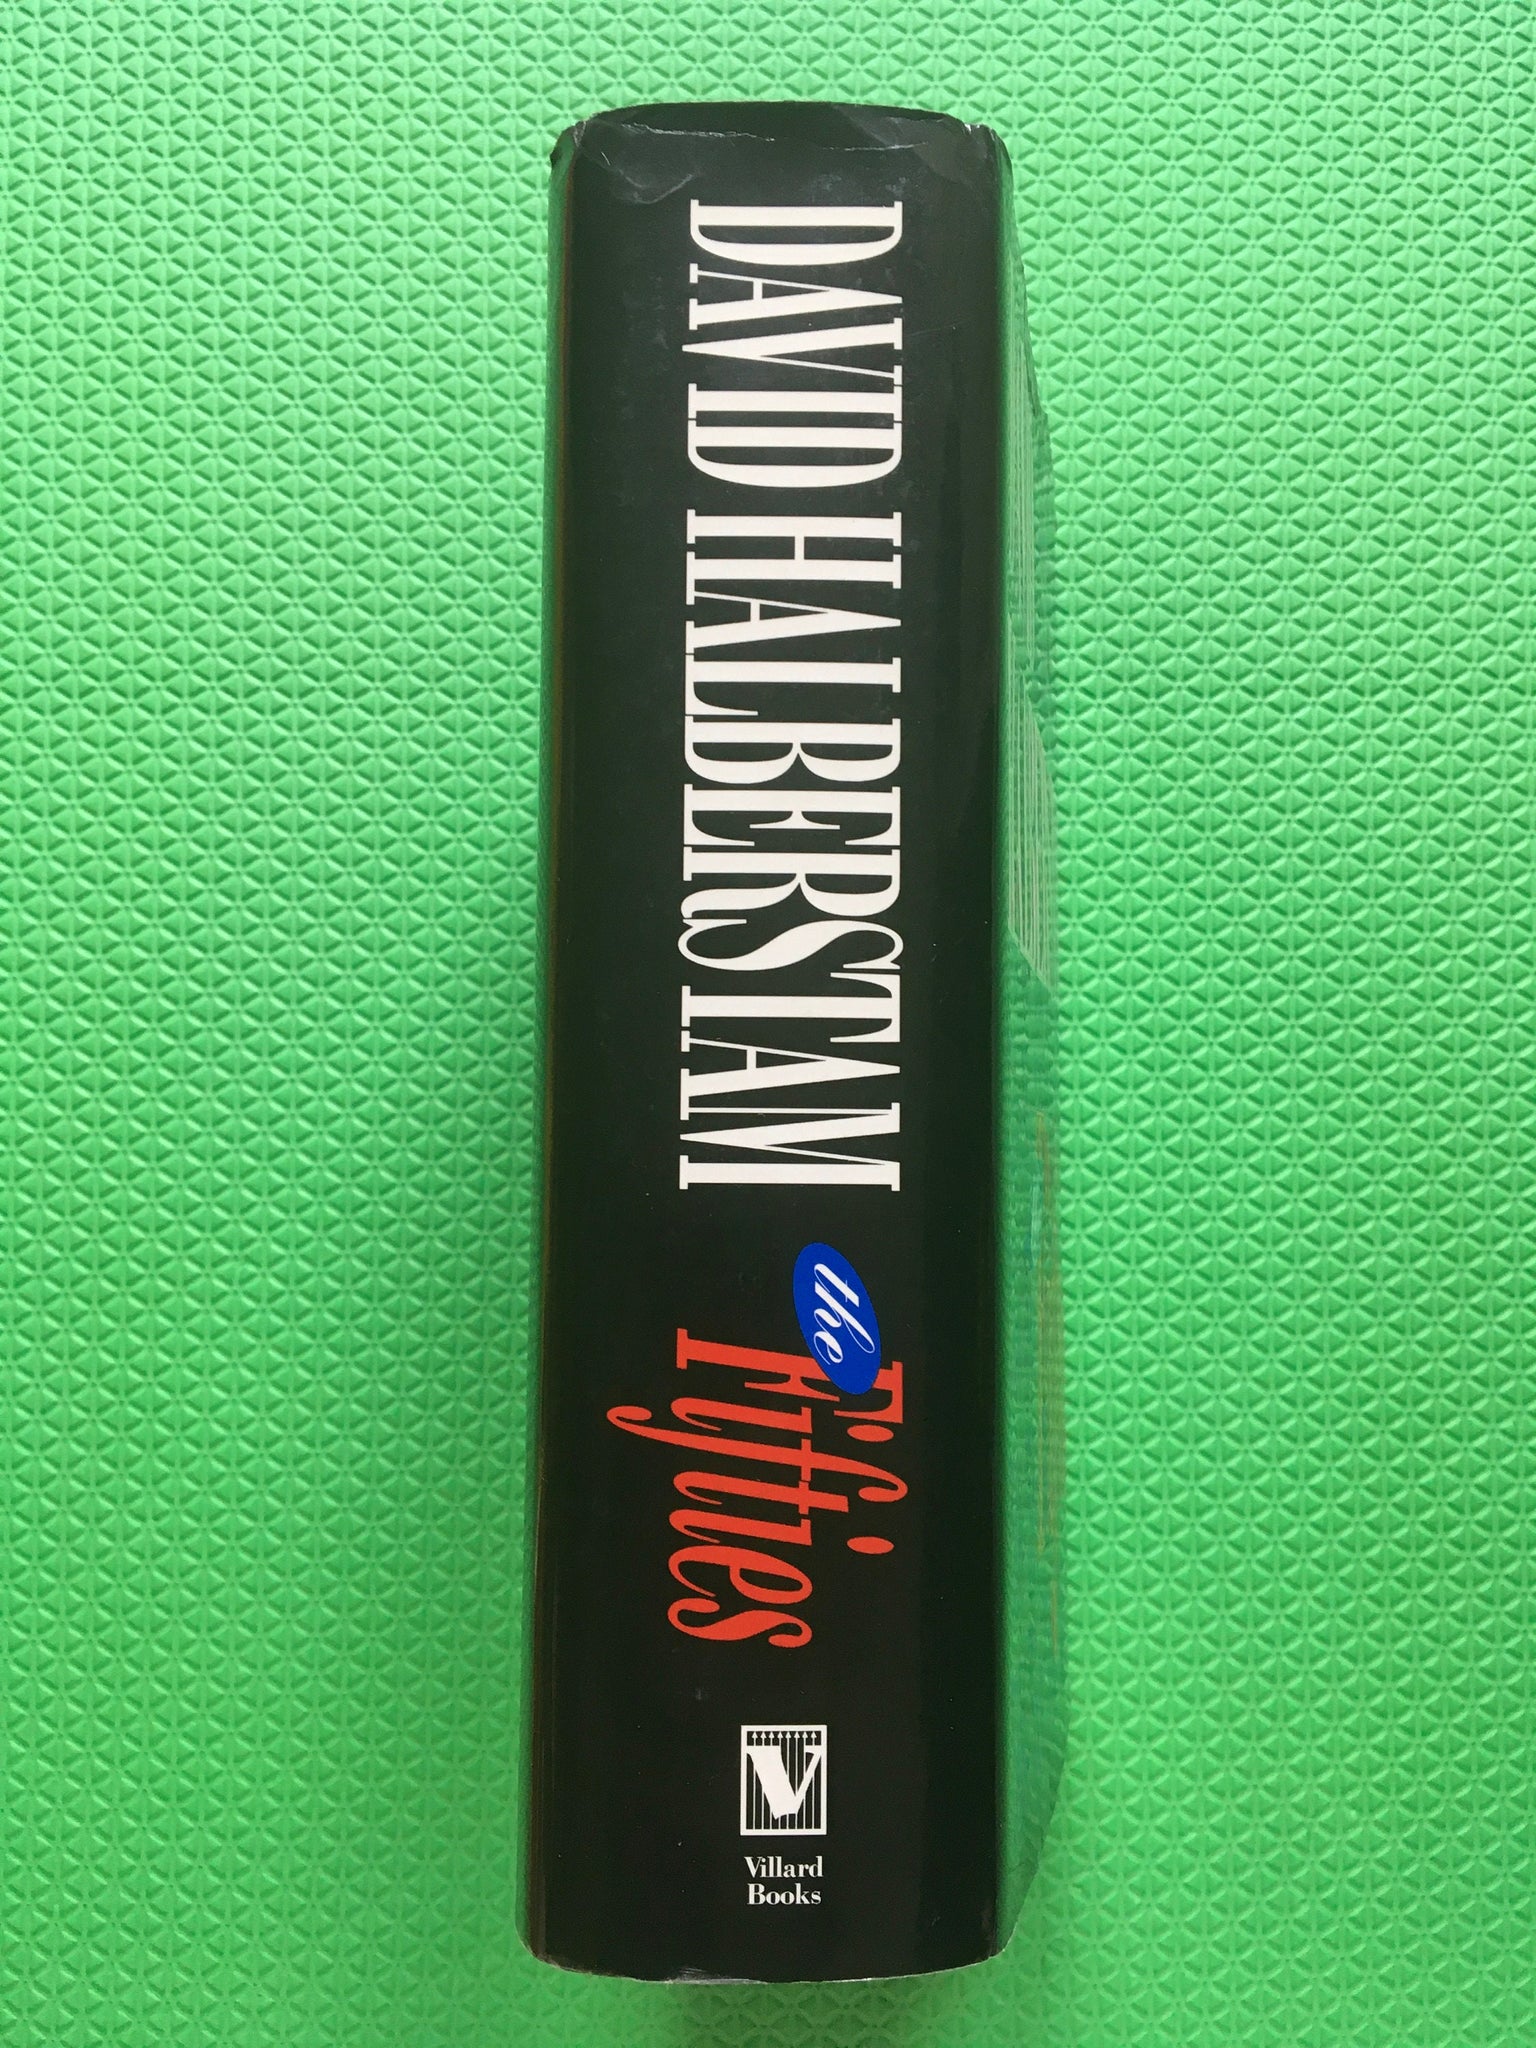 DAVID HALBERSTAM
the
Fifties
V
Villard
Books